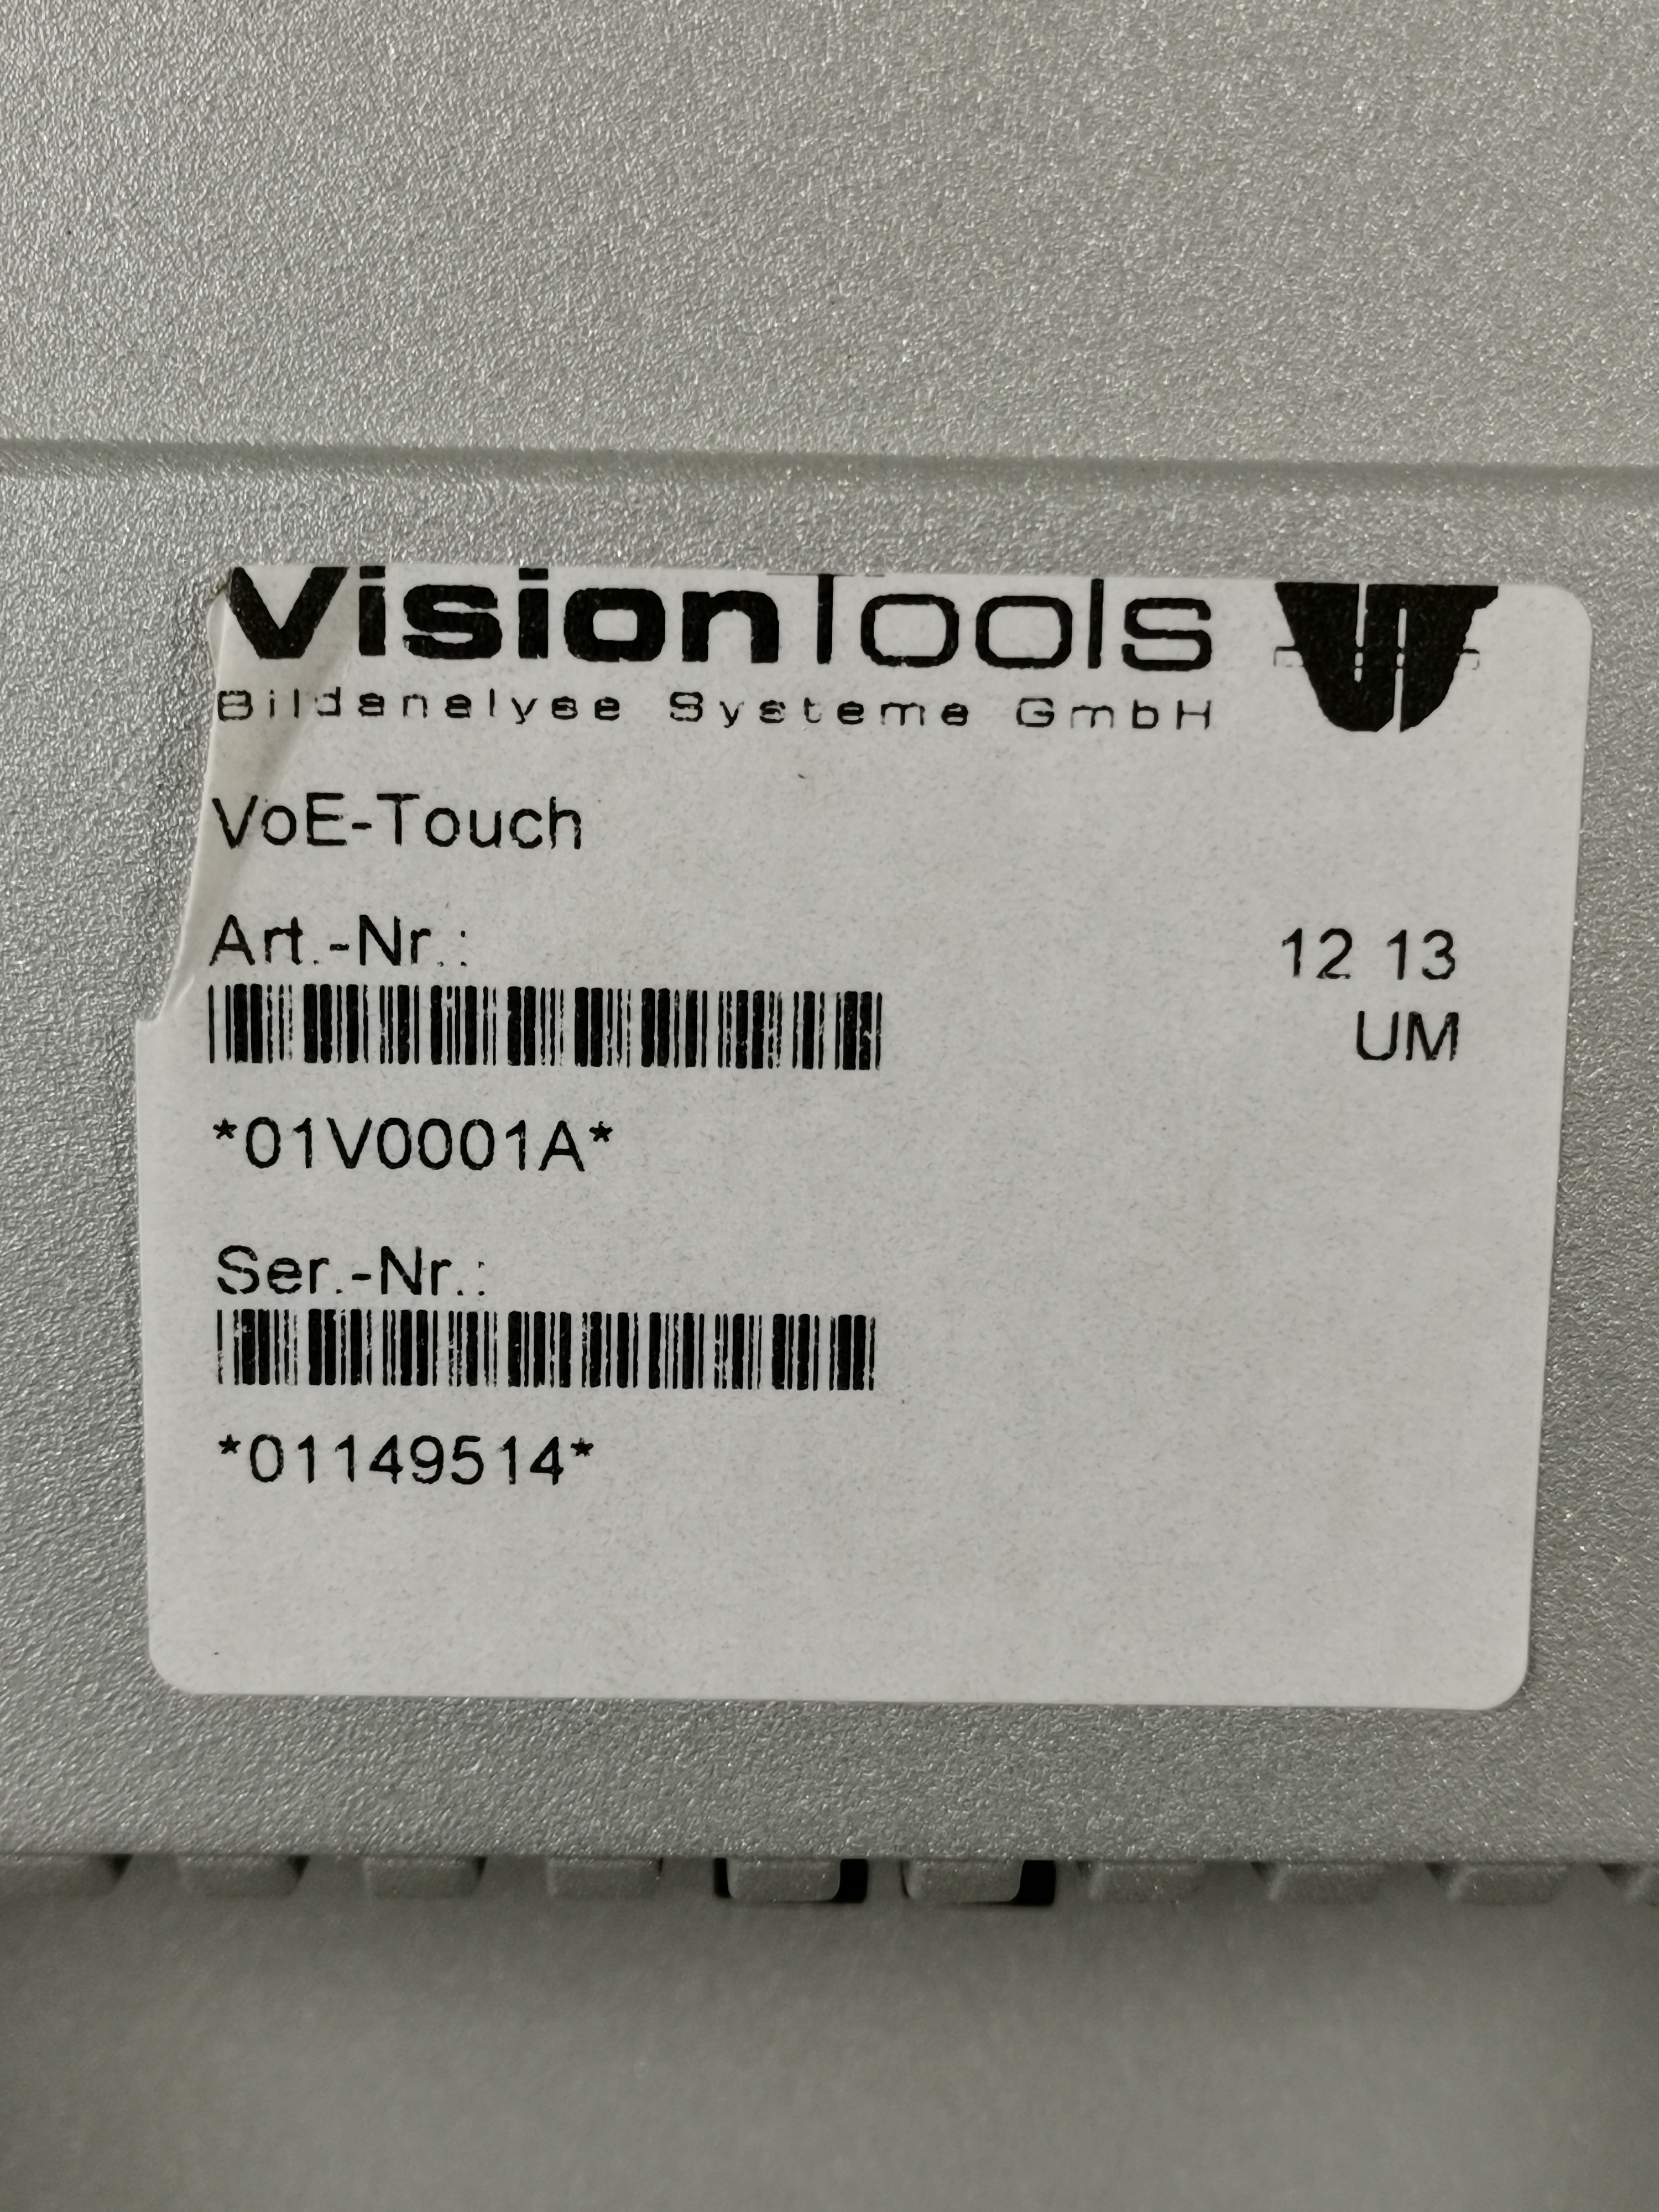 VisionTools
Bildanalyse Systeme GmbH
VoE-Touch
Art.-Nr.:
12 13
UM
*01V0001A*
Ser.-Nr.:
*01149514*